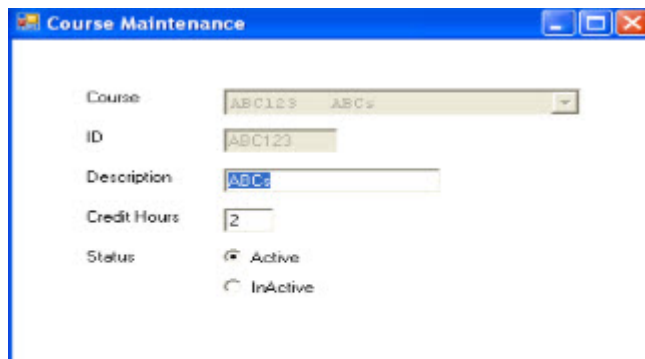 Course Maintenance
Course ABC123 ABCs
ID ABC123
Description ABCs
Credit Hours 2
Status Active
InActive